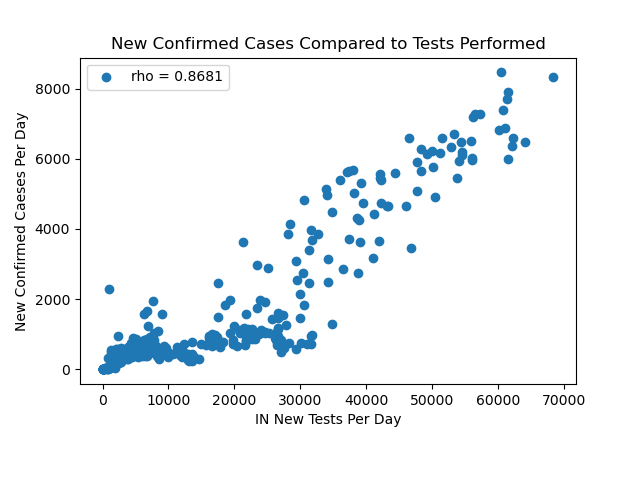 New Confirmed Cases Compared to Tests Performed
rho = 0.8681
New Confirmed Caeses Per Day
8000
6000
4000
2000
0
0 10000 20000 30000 40000 50000 60000 70000
IN New Tests Per Day